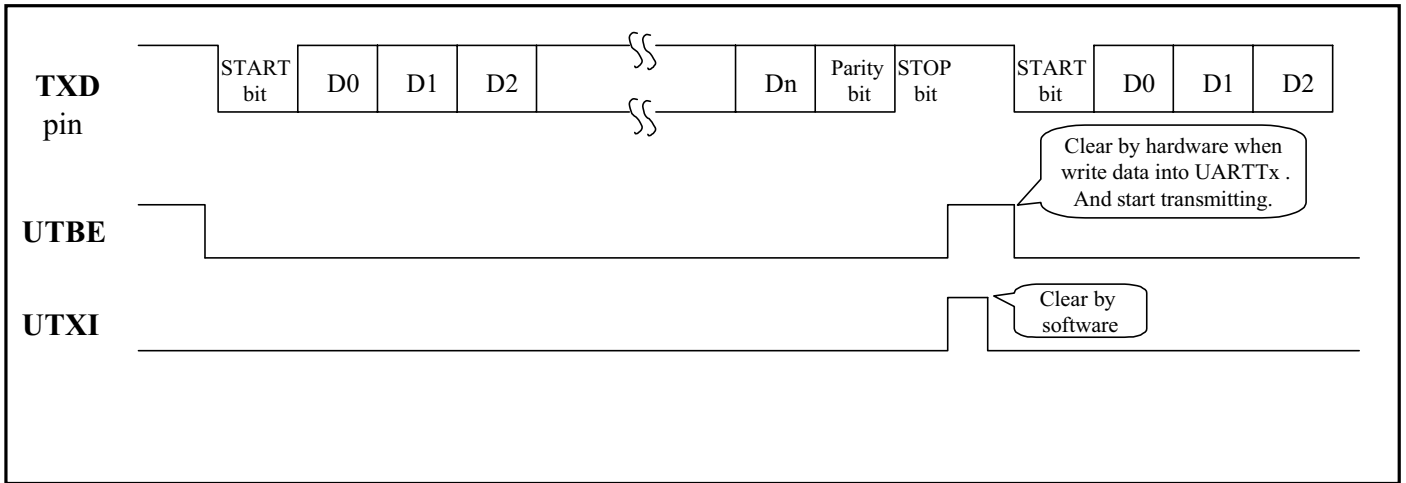 TXD
pin
START
bit
D0
D1
D2
Dn
Parity
bit
STOP
bit
START
bit
D0
D1
D2
Clear by hardware when
write data into UARTTx .
And start transmitting.
UTBE
UTXI
Clear by
software